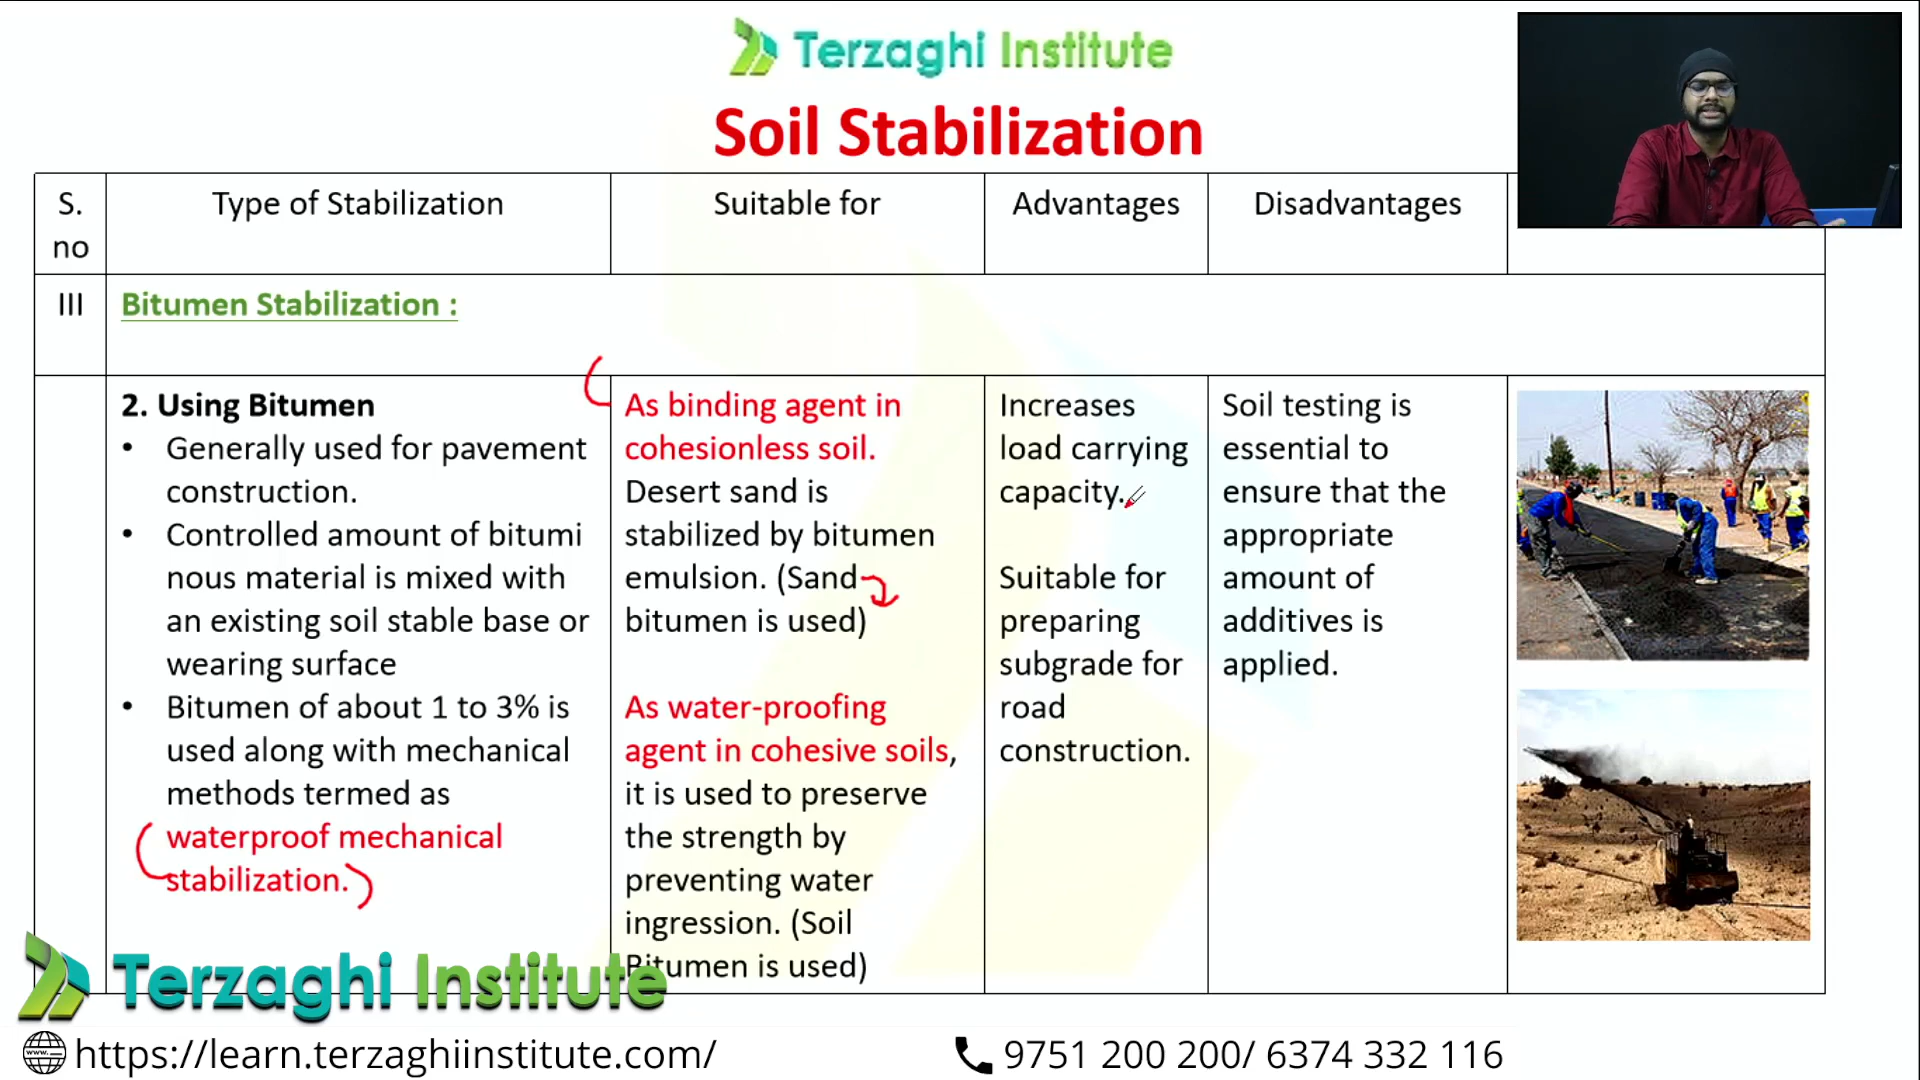 Terzaghi Institute
Soil Stabilization
S.
no
Type of Stabilization
Suitable for
Advantages
Disadvantages
III
Bitumen Stabilization :
2. Using Bitumen
• Generally used for pavement
construction.
• Controlled amount of bitumi
nous material is mixed with
an existing soil stable base or
wearing surface
• Bitumen of about 1 to 3% is
used along with mechanical
methods termed as
waterproof mechanical
stabilization.
As binding agent in
cohesionless soil.
Desert sand is
stabilized by bitumen
emulsion. (Sand
bitumen is used)
As water-proofing
agent in cohesive soils,
it is used to preserve
the strength by
preventing water
ingression. (Soil
Bitumen is used)
Increases
load carrying
capacity.
Suitable for
preparing
subgrade for
road
construction.
Soil testing is
essential to
ensure that the
appropriate
amount of
additives is
applied.
Terzaghi Institute
www.
https://learn.terzaghiinstitute.com/
9751 200 200/ 6374 332 116